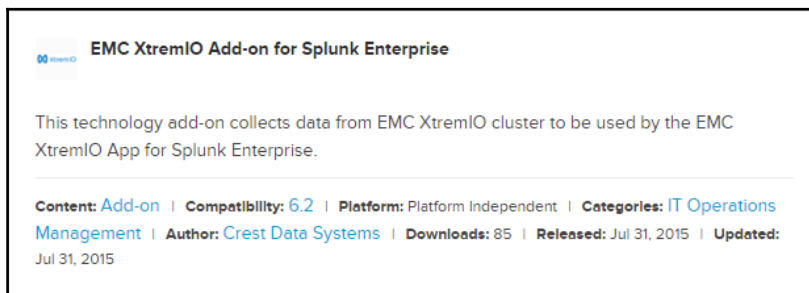 EMC XtremIO Add-on for Splunk Enterprise
XtremIO
This technology add-on collects data from EMC XtremIO cluster to be used by the EMC
XtremIO App for Splunk Enterprise.
Content: Add-on | Compatibility: 6.2 | Platform: Platform Independent | Categories: IT Operations
Management | Author: Crest Data Systems | Downloads: 85 | Released: Jul 31, 2015 | Updated:
Jul 31, 2015